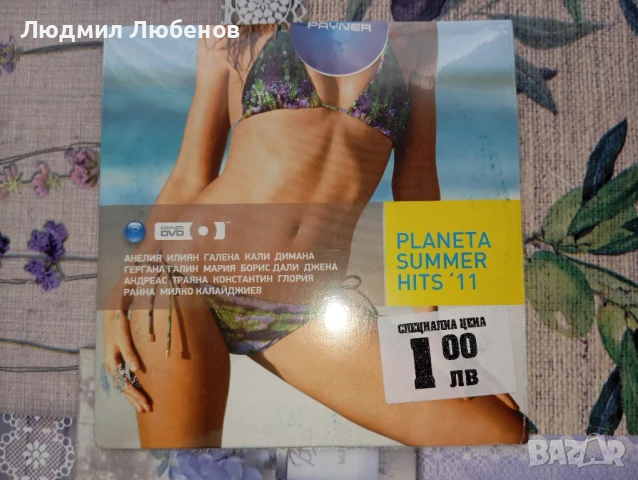 Людмил Любенов
PAYNER
DVD
АНЕЛИЯ ИЛИЯН ГАЛЕНА КАЛИ ДИМАНА
ГЕРГАНА ГАЛИН МАРИЯ БОРИС ДАЛИ ДЖЕНА
АНДРЕАС ТРАЯНА КОНСТАНТИН ГЛОРИЯ
РАЙНА МИЛКО КАЛАЙДЖИЕВ
PLANETA
SUMMER
HITS '11
СПЕЦИАЛНА ЦЕНА
1 00
ЛВ
BAZAR